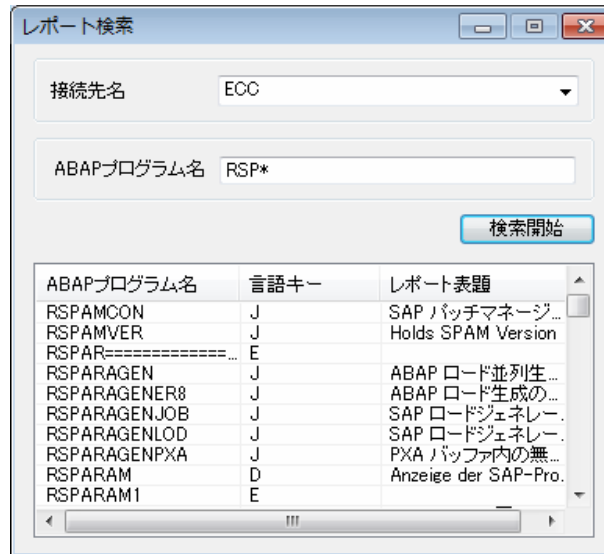 レポート検索
接続先名 ECC
ABAPプログラム名 RSP*
検索開始
ABAPプログラム名 言語キー レポート表題
RSPAMCON J SAP パッチマネージ...
RSPAMVER J Holds SPAM Version
RSPAR=============... E
RSPARAGEN J ABAP ロード並列生...
RSPARAGENER8 J ABAP ロード生成の...
RSPARAGENJOB J SAP ロードジェネレー...
RSPARAGENLOD J SAP ロードジェネレー...
RSPARAGENPXA J PXA バッファ内の無...
RSPARAM D Anzeige der SAP-Pro...
RSPARAM1 E